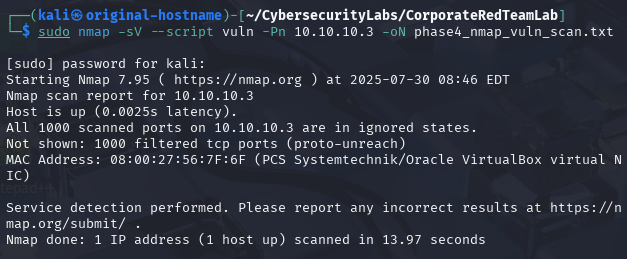 ┌──(kali㉿original-hostname)-[~/CybersecurityLabs/CorporateRedTeamLab]
└─$ sudo nmap -sV --script vuln -Pn 10.10.10.3 -oN phase4_nmap_vuln_scan.txt
[sudo] password for kali:
Starting Nmap 7.95 ( https://nmap.org ) at 2025-07-30 08:46 EDT
Nmap scan report for 10.10.10.3
Host is up (0.0025s latency).
All 1000 scanned ports on 10.10.10.3 are in ignored states.
Not shown: 1000 filtered tcp ports (proto-unreach)
MAC Address: 08:00:27:56:7F:6F (PCS Systemtechnik/Oracle VirtualBox virtual N
IC)
Service detection performed. Please report any incorrect results at https://n
map.org/submit/ .
Nmap done: 1 IP address (1 host up) scanned in 13.97 seconds